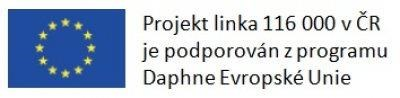 Projekt linka 116 000 v ČR
je podporován z programu
Daphne Evropské Unie